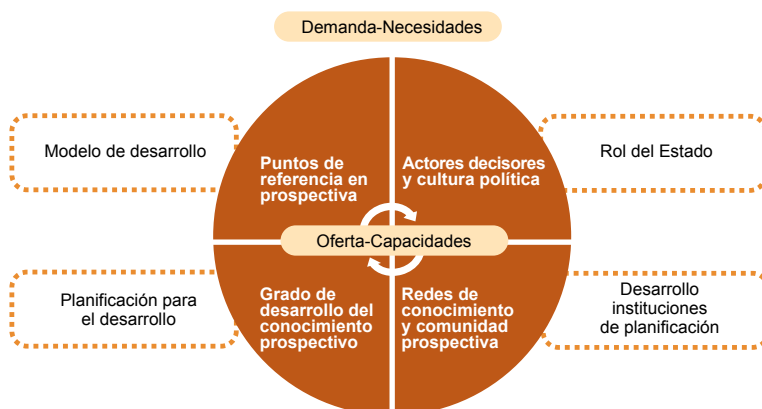 Demanda-Necesidades
Modelo de desarrollo
Puntos de
referencia en
prospectiva
Actores decisores
y cultura política
Rol del Estado
Oferta-Capacidades
Planificación para
el desarrollo
Grado de
desarrollo del
conocimiento
prospectivo
Redes de
conocimiento
y comunidad
prospectiva
Desarrollo
instituciones
de planificación